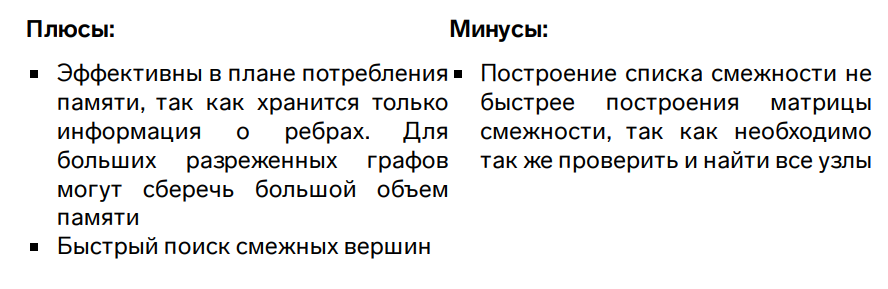 Плюсы:
Эффективны в плане потребления
памяти, так как хранится только
информация о ребрах. Для
больших разреженных графов
могут сберечь большой объем
памяти
Быстрый поиск смежных вершин
Минусы:
Построение списка смежности не
быстрее построения матрицы
смежности, так как необходимо
так же проверить и найти все узлы